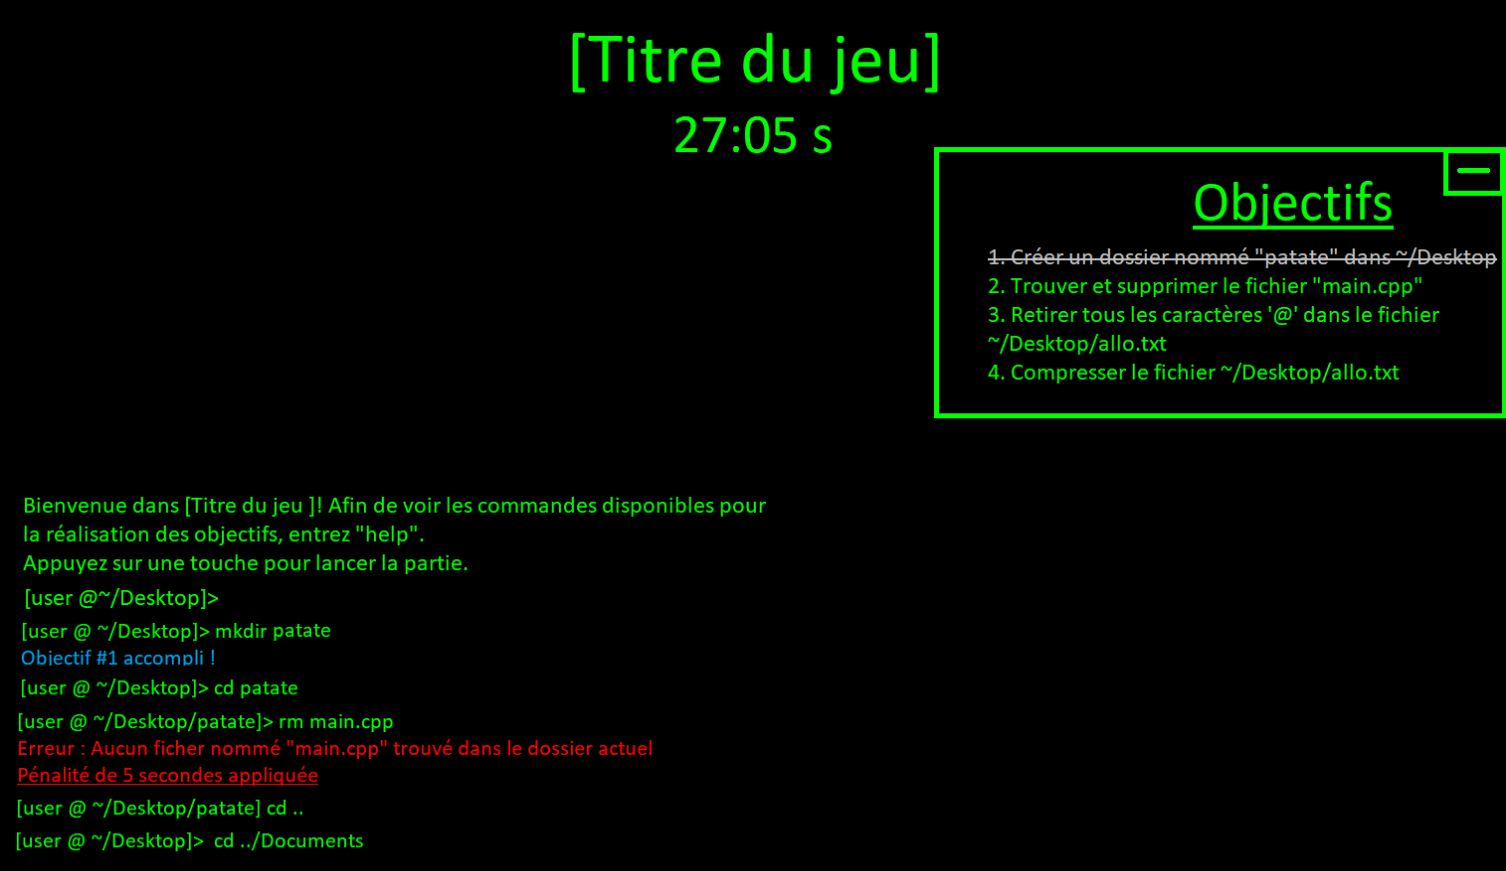 [Titre du jeu]
27:05 s
Objectifs
1. Créer un dossier nommé "patate" dans ~/Desktop
2. Trouver et supprimer le fichier "main.cpp"
3. Retirer tous les caractères '@' dans le fichier
~/Desktop/allo.txt
4. Compresser le fichier ~/Desktop/allo.txt
Bienvenue dans [Titre du jeu ]! Afin de voir les commandes disponibles pour
la réalisation des objectifs, entrez "help".
Appuyez sur une touche pour lancer la partie.
[user @~/Desktop]>
[user @ ~/Desktop]> mkdir patate
Objectif #1 accompli !
[user @ ~/Desktop]> cd patate
[user @ ~/Desktop/patate]> rm main.cpp
Erreur : Aucun ficher nommé "main.cpp" trouvé dans le dossier actuel
Pénalité de 5 secondes appliquée
[user @ ~/Desktop/patate] cd ..
[user @ ~/Desktop]> cd ../Documents